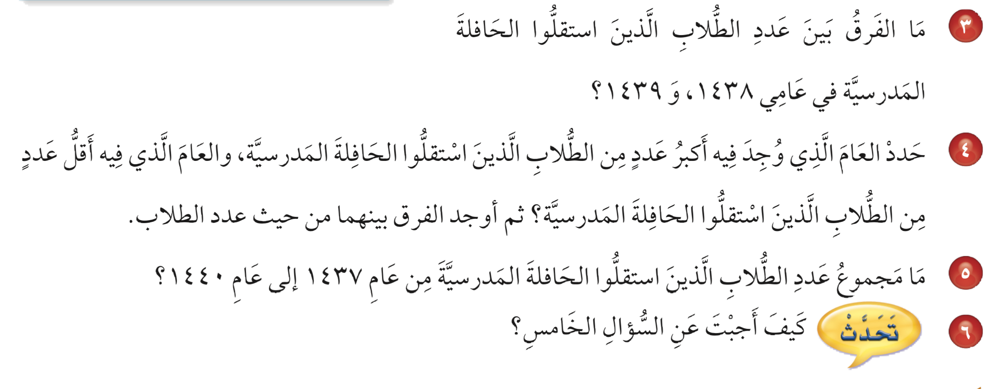 ٣ مَا الفَرقُ بَينَ عَددِ الطُّلابِ الَّذينَ استقلُّوا الحَافلةَ
المَدرسيَّة في عَامِي ١٤٣٨، وَ ١٤٣٩؟
٤ حَددْ العَامَ الَّذِي وُجِدَ فِيه أَكبرُ عَددٍ مِن الطُّلابِ الَّذينَ اسْتقلُّوا الحَافِلةَ المَدرسيَّة، والعَامَ الَّذي فِيه أَقلُّ عَددٍ
مِن الطُّلابِ الَّذينَ اسْتقلُّوا الحَافِلةَ المَدرسيَّة؟ ثم أوجد الفرق بينهما من حيث عدد الطلاب.
٥ مَا مَجموعُ عَددِ الطُّلابِ الَّذينَ استقلُّوا الحَافلةَ المَدرسيَّةَ مِن عَامِ ١٤٣٧ إلى عَامِ ١٤٤٠؟
٦ تَحَدَّثْ كَيفَ أَجبْتَ عَنِ السُّؤالِ الخَامسِ؟